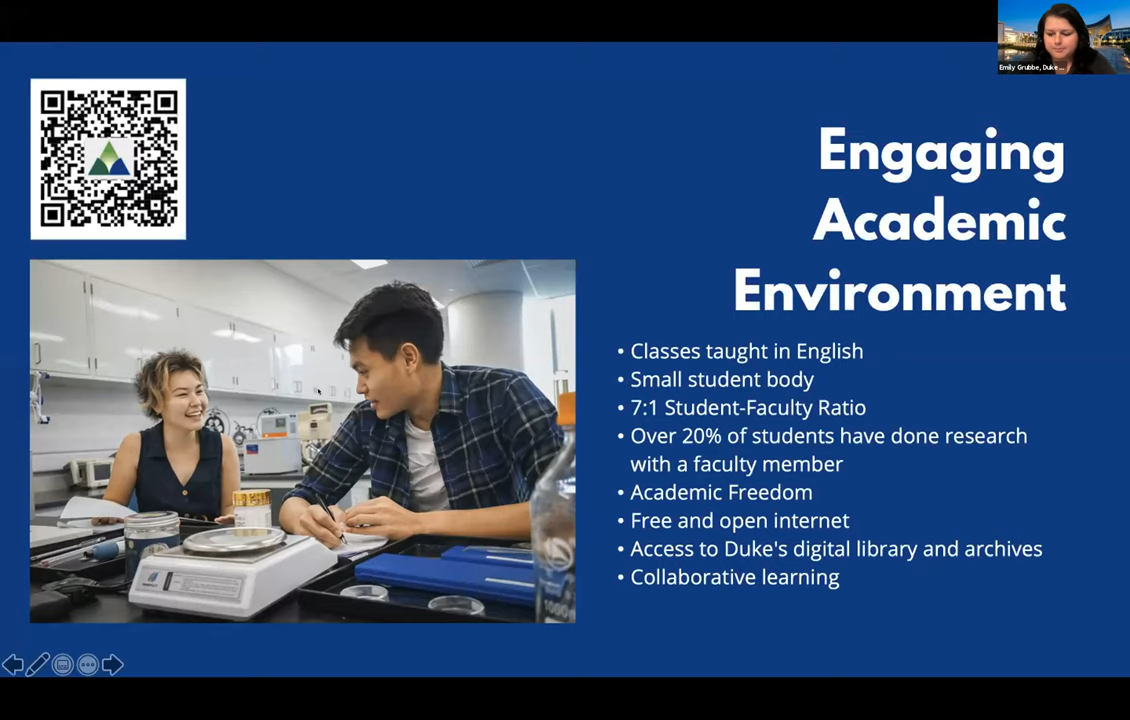 Emily Grubbe, Duke ...
Engaging
Academic
Environment
• Classes taught in English
• Small student body
• 7:1 Student-Faculty Ratio
• Over 20% of students have done research
with a faculty member
• Academic Freedom
• Free and open internet
• Access to Duke's digital library and archives
• Collaborative learning